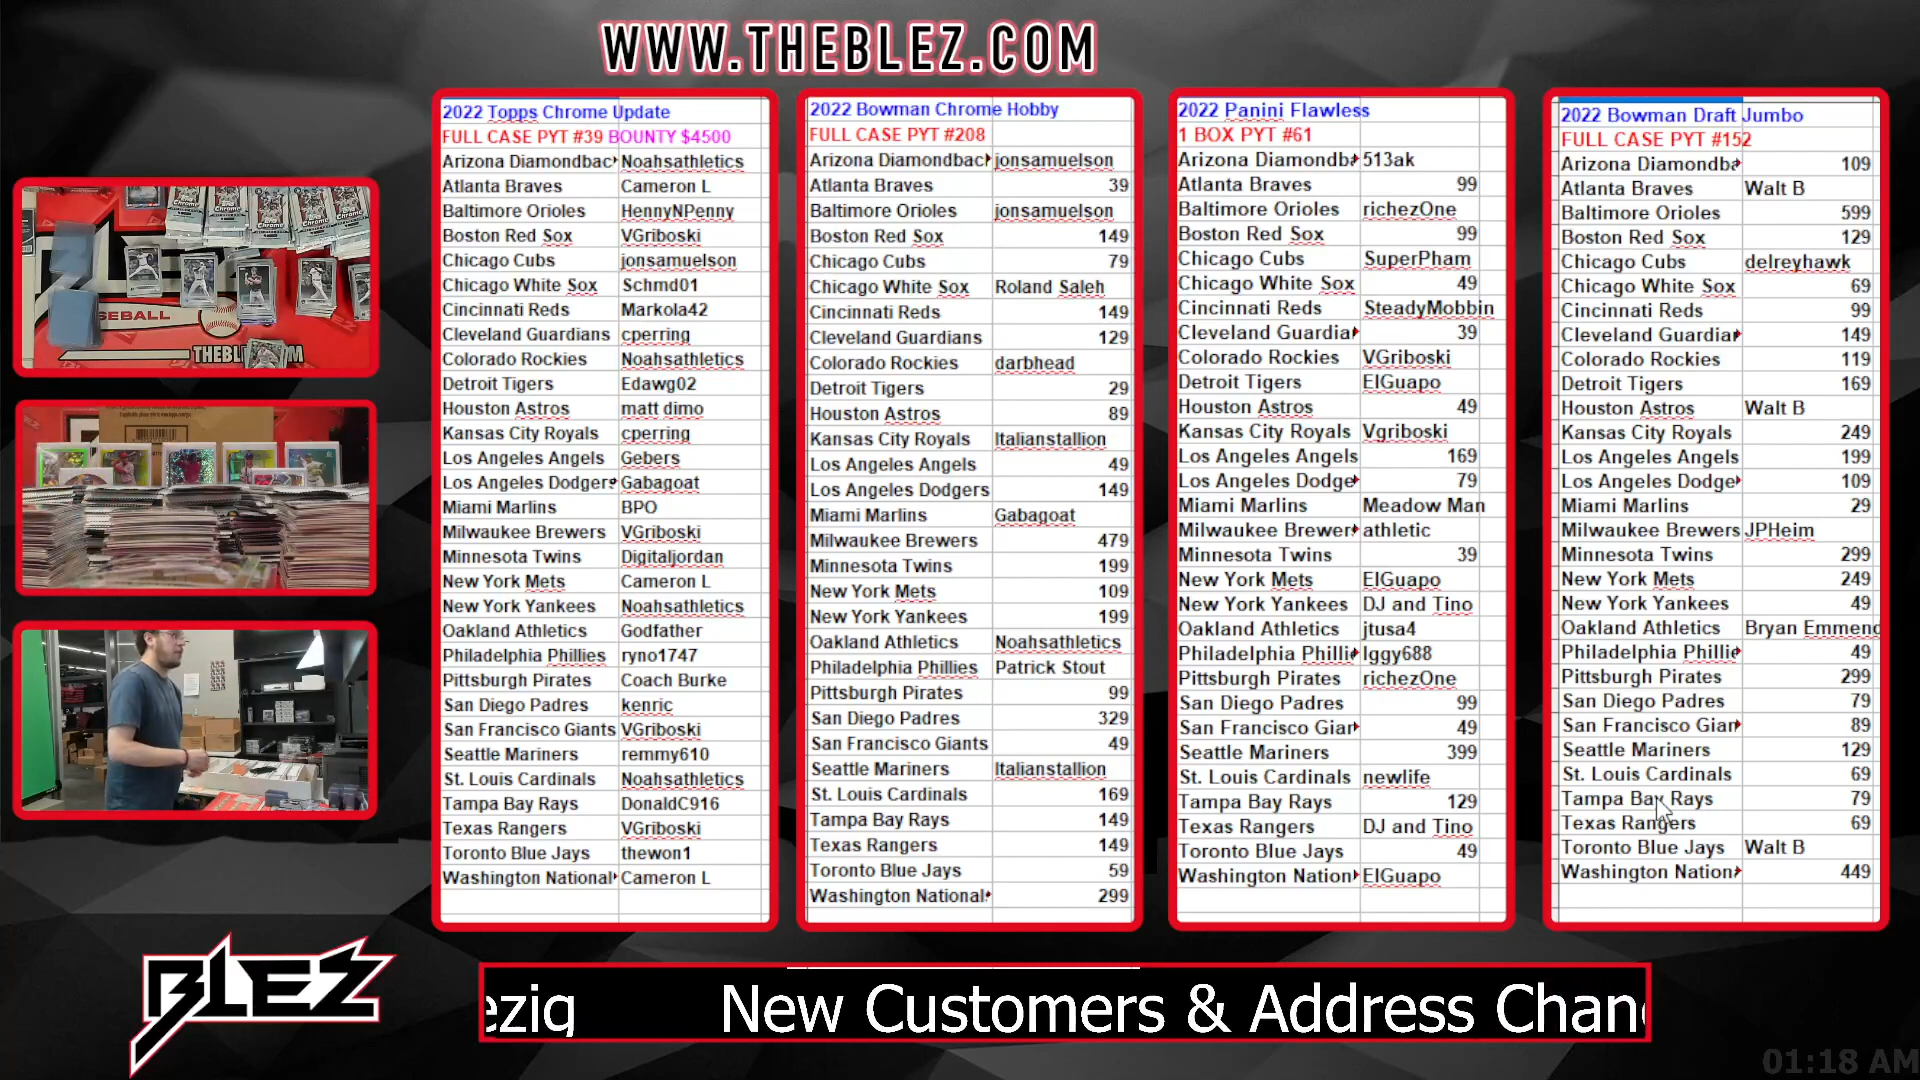 WWW.THEBLEZ.COM
2022 Topps Chrome Update
FULL CASE PYT #39 BOUNTY $4500
Arizona Diamondbac Noahsathletics
Atlanta Braves Cameron L
Baltimore Orioles HennyNPenny
Boston Red Sox VGriboski
Chicago Cubs jonsamuelson
Chicago White Sox Schmd01
Cincinnati Reds Markola42
Cleveland Guardians cperring
Colorado Rockies Noahsathletics
Detroit Tigers Edawg02
Houston Astros matt dimo
Kansas City Royals cperring
Los Angeles Angels Gebers
Los Angeles Dodgers Gabagoat
Miami Marlins BPO
Milwaukee Brewers VGriboski
Minnesota Twins Digitaljordan
New York Mets Cameron L
New York Yankees Noahsathletics
Oakland Athletics Godfather
Philadelphia Phillies ryno1747
Pittsburgh Pirates Coach Burke
San Diego Padres kenric
San Francisco Giants VGriboski
Seattle Mariners remmy610
St. Louis Cardinals Noahsathletics
Tampa Bay Rays DonaldC916
Texas Rangers VGriboski
Toronto Blue Jays thewon1
Washington National Cameron L
2022 Bowman Chrome Hobby
FULL CASE PYT #208
Arizona Diamondbac jonsamuelson
Atlanta Braves 39
Baltimore Orioles jonsamuelson
Boston Red Sox 149
Chicago Cubs 79
Chicago White Sox Roland Saleh
Cincinnati Reds 149
Cleveland Guardians 129
Colorado Rockies darbhead
Detroit Tigers 29
Houston Astros 89
Kansas City Royals Italianstallion
Los Angeles Angels 49
Los Angeles Dodgers 149
Miami Marlins Gabagoat
Milwaukee Brewers 479
Minnesota Twins 199
New York Mets 109
New York Yankees 199
Oakland Athletics Noahsathletics
Philadelphia Phillies Patrick Stout
Pittsburgh Pirates 99
San Diego Padres 329
San Francisco Giants 49
Seattle Mariners Italianstallion
St. Louis Cardinals 169
Tampa Bay Rays 149
Texas Rangers 149
Toronto Blue Jays 59
Washington National 299
2022 Panini Flawless
1 BOX PYT #61
Arizona Diamondba 513ak
Atlanta Braves 99
Baltimore Orioles richezOne
Boston Red Sox 99
Chicago Cubs SuperPham
Chicago White Sox 49
Cincinnati Reds SteadyMobbin
Cleveland Guardia 39
Colorado Rockies VGriboski
Detroit Tigers ElGuapo
Houston Astros 49
Kansas City Royals Vgriboski
Los Angeles Angels 169
Los Angeles Dodge 79
Miami Marlins Meadow Man
Milwaukee Brewer athletic
Minnesota Twins 39
New York Mets ElGuapo
New York Yankees DJ and Tino
Oakland Athletics jtusa4
Philadelphia Phillie Iggy688
Pittsburgh Pirates richezOne
San Diego Padres 99
San Francisco Gian 49
Seattle Mariners 399
St. Louis Cardinals newlife
Tampa Bay Rays 129
Texas Rangers DJ and Tino
Toronto Blue Jays 49
Washington Nation ElGuapo
2022 Bowman Draft Jumbo
FULL CASE PYT #152
Arizona Diamondba 109
Atlanta Braves Walt B
Baltimore Orioles 599
Boston Red Sox 129
Chicago Cubs delreyhawk
Chicago White Sox 69
Cincinnati Reds 99
Cleveland Guardian 149
Colorado Rockies 119
Detroit Tigers 169
Houston Astros Walt B
Kansas City Royals 249
Los Angeles Angels 199
Los Angeles Dodge 109
Miami Marlins 29
Milwaukee Brewers JPHeim
Minnesota Twins 299
New York Mets 249
New York Yankees 49
Oakland Athletics Bryan Emmend
Philadelphia Phillie 49
Pittsburgh Pirates 299
San Diego Padres 79
San Francisco Gian 89
Seattle Mariners 129
St. Louis Cardinals 69
Tampa Bay Rays 79
Texas Rangers 69
Toronto Blue Jays Walt B
Washington Nation 449
BLEZ
ezig New Customers & Address Chan
01:18 AM